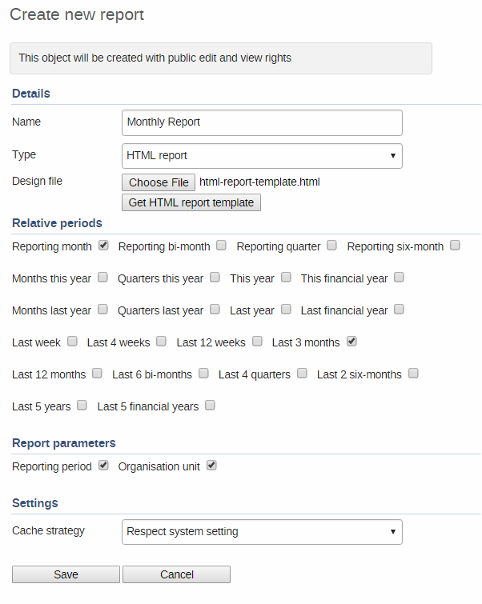 Create new report
This object will be created with public edit and view rights
Details
Name Monthly Report
Type HTML report
Design file Choose File html-report-template.html
Get HTML report template
Relative periods
Reporting month Reporting bi-month Reporting quarter Reporting six-month
Months this year Quarters this year This year This financial year
Months last year Quarters last year Last year Last financial year
Last week Last 4 weeks Last 12 weeks Last 3 months
Last 12 months Last 6 bi-months Last 4 quarters Last 2 six-months
Last 5 years Last 5 financial years
Report parameters
Reporting period Organisation unit
Settings
Cache strategy Respect system setting
Save Cancel